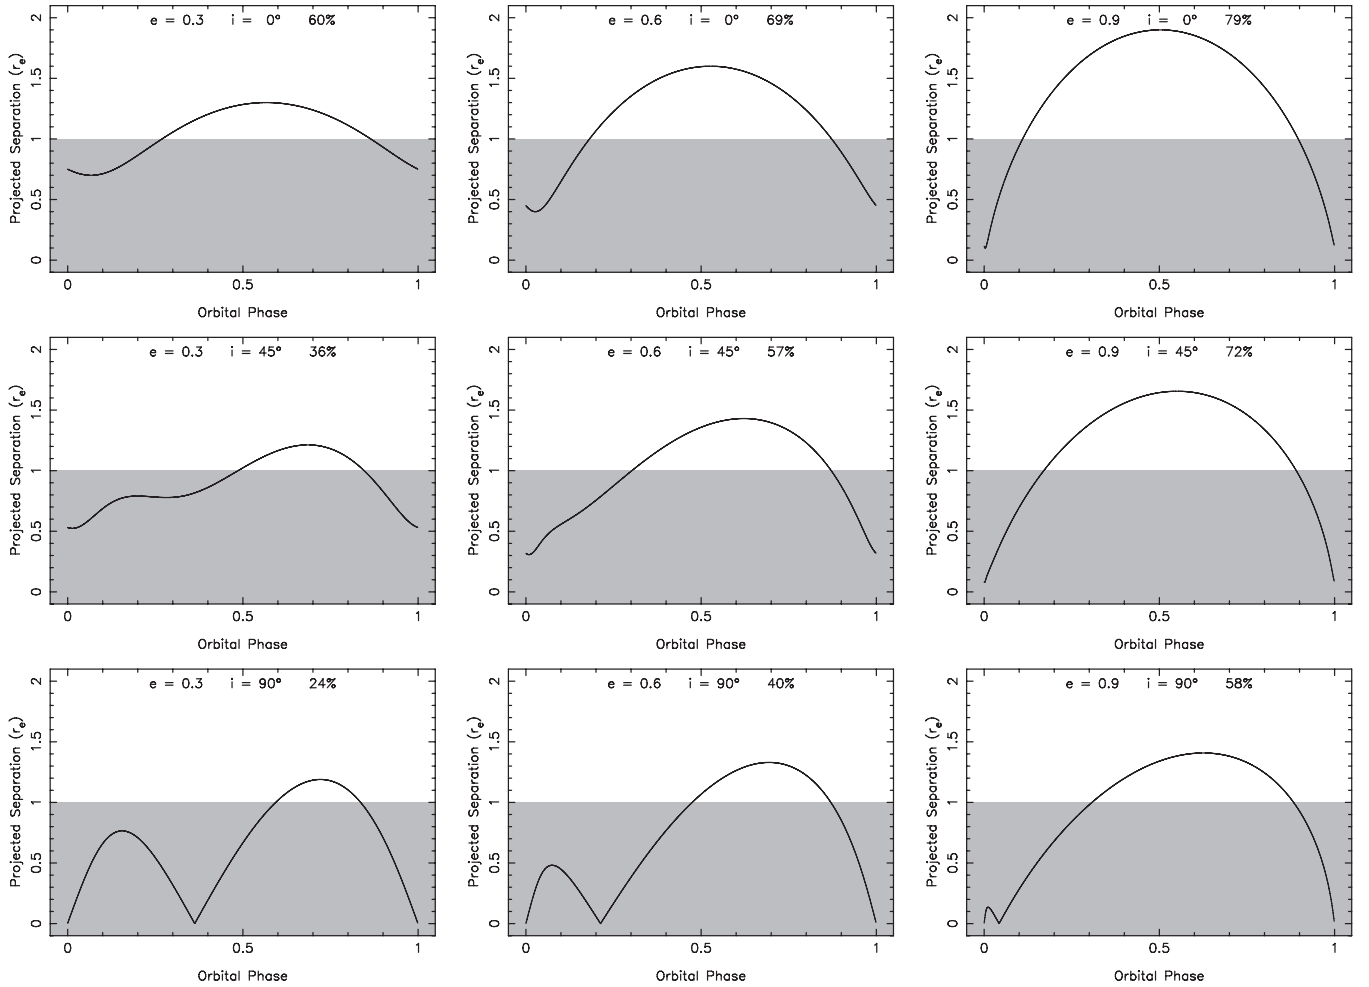 e = 0.3 i = 0° 60%
2
1.5
1
0.5
0
Projected Separation (rₑ)
0 0.5 1
Orbital Phase
e = 0.6 i = 0° 69%
2
1.5
1
0.5
0
Projected Separation (rₑ)
0 0.5 1
Orbital Phase
e = 0.9 i = 0° 79%
2
1.5
1
0.5
0
Projected Separation (rₑ)
0 0.5 1
Orbital Phase
e = 0.3 i = 45° 36%
2
1.5
1
0.5
0
Projected Separation (rₑ)
0 0.5 1
Orbital Phase
e = 0.6 i = 45° 57%
2
1.5
1
0.5
0
Projected Separation (rₑ)
0 0.5 1
Orbital Phase
e = 0.9 i = 45° 72%
2
1.5
1
0.5
0
Projected Separation (rₑ)
0 0.5 1
Orbital Phase
e = 0.3 i = 90° 24%
2
1.5
1
0.5
0
Projected Separation (rₑ)
0 0.5 1
Orbital Phase
e = 0.6 i = 90° 40%
2
1.5
1
0.5
0
Projected Separation (rₑ)
0 0.5 1
Orbital Phase
e = 0.9 i = 90° 58%
2
1.5
1
0.5
0
Projected Separation (rₑ)
0 0.5 1
Orbital Phase